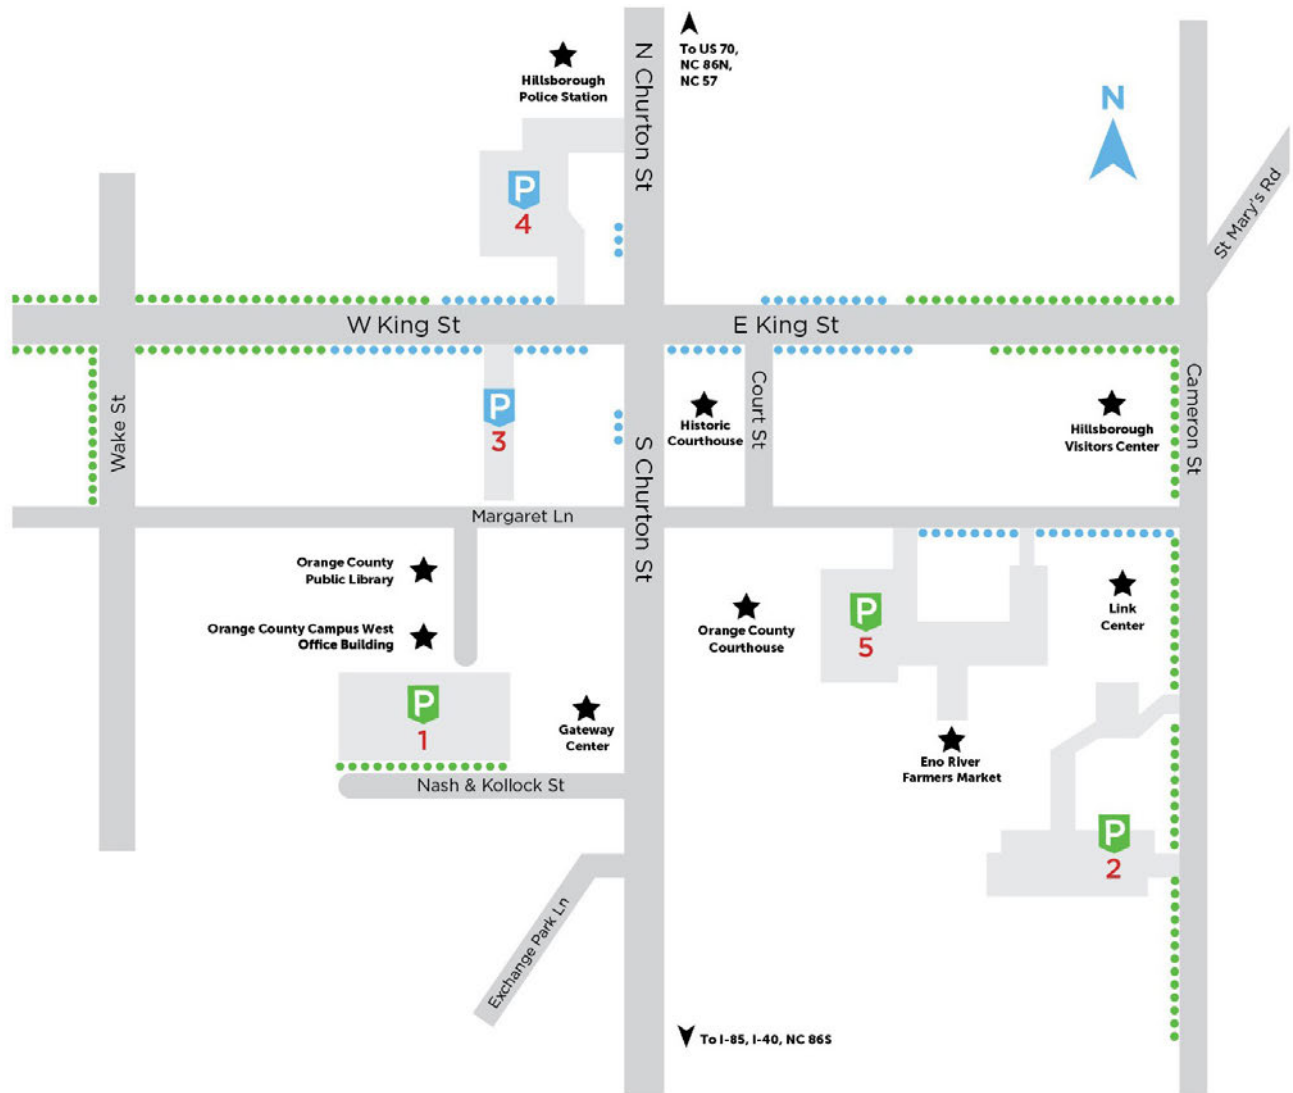 To US 70,
NC 86N,
NC 57
Hillsborough
Police Station
N Churton St
N
St Mary's Rd
P
4
W King St
E King St
Wake St
P
3
S Churton St
Historic
Courthouse
Court St
Hillsborough
Visitors Center
Cameron St
Margaret Ln
Orange County
Public Library
Orange County Campus West
Office Building
Orange County
Courthouse
P
5
Link
Center
P
1
Gateway
Center
Nash & Kollock St
Eno River
Farmers Market
P
2
Exchange Park Ln
To I-85, I-40, NC 86S